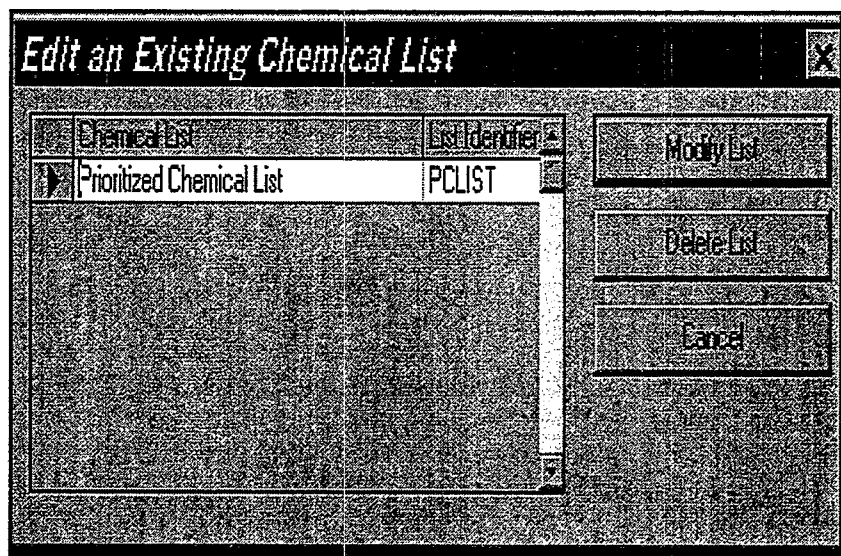 Edit an Existing Chemical List
Chemical List List Identifier
Prioritized Chemical List PCLIST
Modify List
Delete List
Cancel